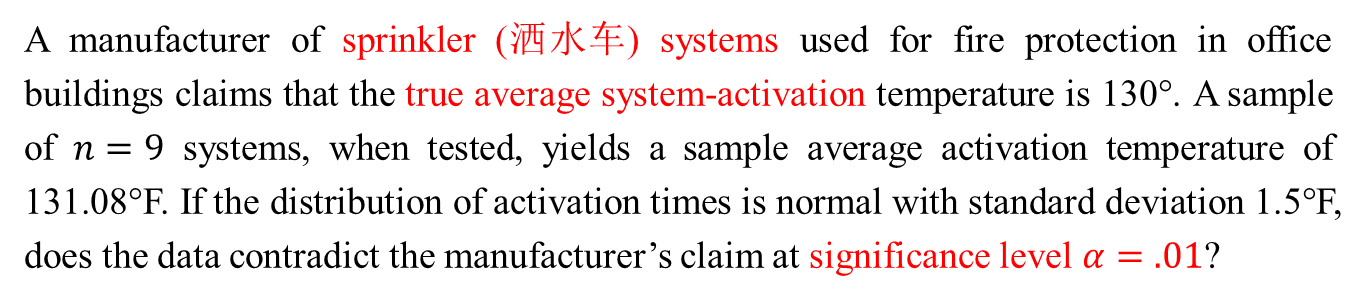 A manufacturer of sprinkler (洒水车) systems used for fire protection in office
buildings claims that the true average system-activation temperature is 130°. A sample
of n = 9 systems, when tested, yields a sample average activation temperature of
131.08°F. If the distribution of activation times is normal with standard deviation 1.5°F,
does the data contradict the manufacturer's claim at significance level α = .01?